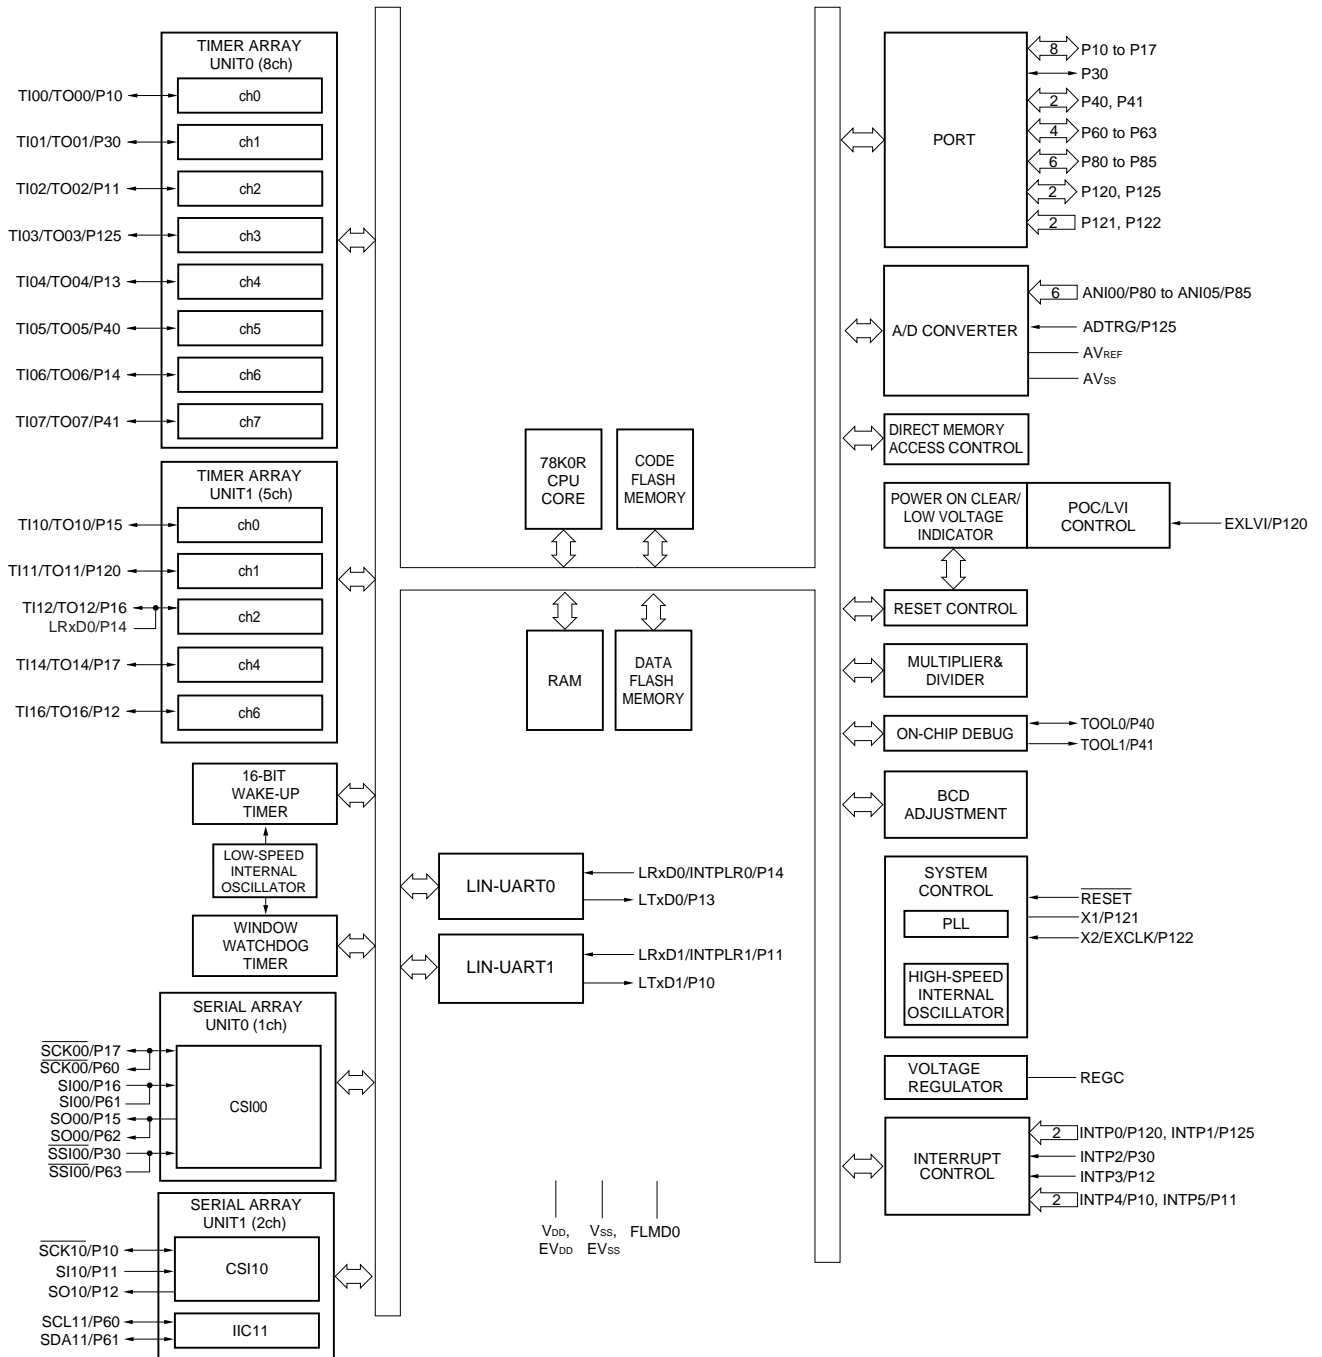 TIMER ARRAY
UNIT0 (8ch)
TI00/TO00/P10
ch0
TI01/TO01/P30
ch1
TI02/TO02/P11
ch2
TI03/TO03/P125
ch3
TI04/TO04/P13
ch4
TI05/TO05/P40
ch5
TI06/TO06/P14
ch6
TI07/TO07/P41
ch7
TIMER ARRAY
UNIT1 (5ch)
TI10/TO10/P15
ch0
TI11/TO11/P120
ch1
TI12/TO12/P16
LRxD0/P14
ch2
TI14/TO14/P17
ch4
TI16/TO16/P12
ch6
16-BIT
WAKE-UP
TIMER
LOW-SPEED
INTERNAL
OSCILLATOR
WINDOW
WATCHDOG
TIMER
SERIAL ARRAY
UNIT0 (1ch)
SCK00/P17
SCK00/P60
SI00/P16
SI00/P61
SO00/P15
SO00/P62
SSI00/P30
SSI00/P63
CSI00
SERIAL ARRAY
UNIT1 (2ch)
SCK10/P10
SI10/P11
SO10/P12
CSI10
SCL11/P60
SDA11/P61
IIC11
78K0R
CPU
CORE
CODE
FLASH
MEMORY
RAM
DATA
FLASH
MEMORY
LIN-UART0
LRxD0/INTPLR0/P14
LTxD0/P13
LIN-UART1
LRxD1/INTPLR1/P11
LTxD1/P10
VDD,
EVDD
VSS,
EVSS
FLMD0
PORT
8
P10 to P17
P30
2
P40, P41
4
P60 to P63
6
P80 to P85
2
P120, P125
2
P121, P122
A/D CONVERTER
6
ANI00/P80 to ANI05/P85
ADTRG/P125
AVREF
AVSS
DIRECT MEMORY
ACCESS CONTROL
POWER ON CLEAR/
LOW VOLTAGE
INDICATOR
POC/LVI
CONTROL
EXLVI/P120
RESET CONTROL
MULTIPLIER&
DIVIDER
ON-CHIP DEBUG
TOOL0/P40
TOOL1/P41
BCD
ADJUSTMENT
SYSTEM
CONTROL
PLL
HIGH-SPEED
INTERNAL
OSCILLATOR
RESET
X1/P121
X2/EXCLK/P122
VOLTAGE
REGULATOR
REGC
INTERRUPT
CONTROL
2
INTP0/P120, INTP1/P125
INTP2/P30
INTP3/P12
2
INTP4/P10, INTP5/P11